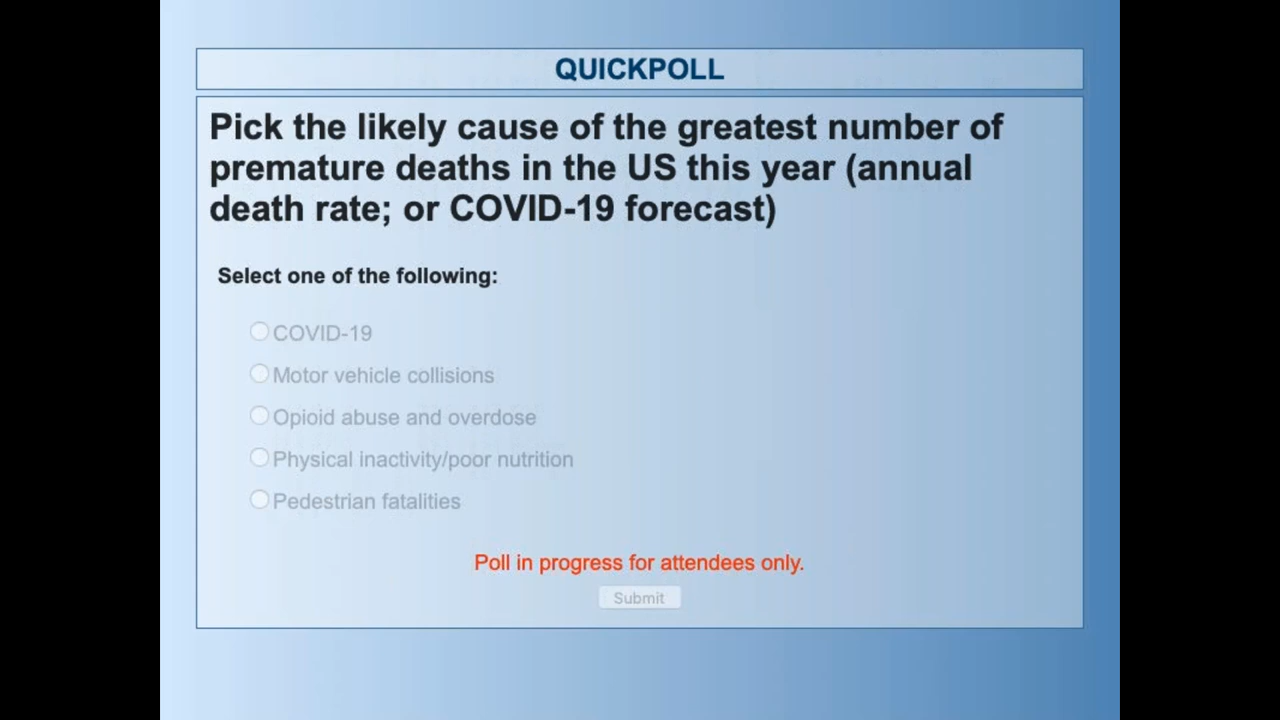 QUICKPOLL
Pick the likely cause of the greatest number of
premature deaths in the US this year (annual
death rate; or COVID-19 forecast)
Select one of the following:
COVID-19
Motor vehicle collisions
Opioid abuse and overdose
Physical inactivity/poor nutrition
Pedestrian fatalities
Poll in progress for attendees only.
Submit